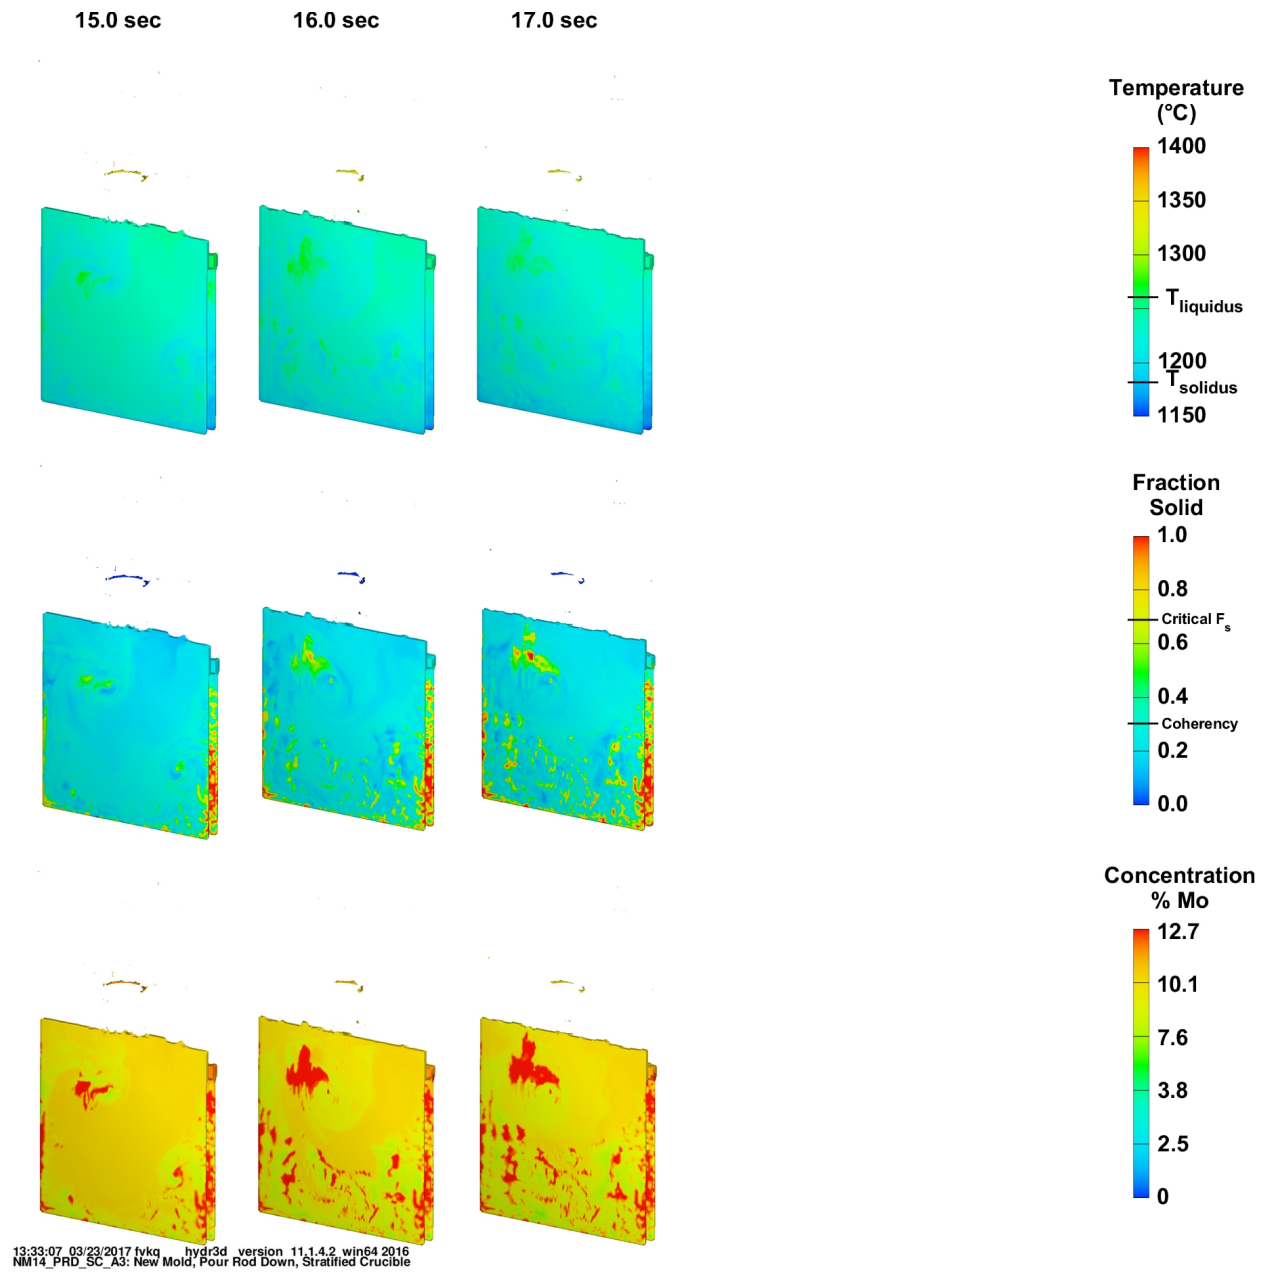 15.0 sec 16.0 sec 17.0 sec
Temperature
(°C)
1400
1350
1300
Tliquidus
1200
Tsolidus
1150
Fraction
Solid
1.0
0.8
Critical Fs
0.6
0.4
Coherency
0.2
0.0
Concentration
% Mo
12.7
10.1
7.6
3.8
2.5
0
13:33:07 03/23/2017 fvkq hydr3d version 11.1.4.2 win64 2016
NM14_PRD_SC_A3: New Mold, Pour Rod Down, Stratified Crucible